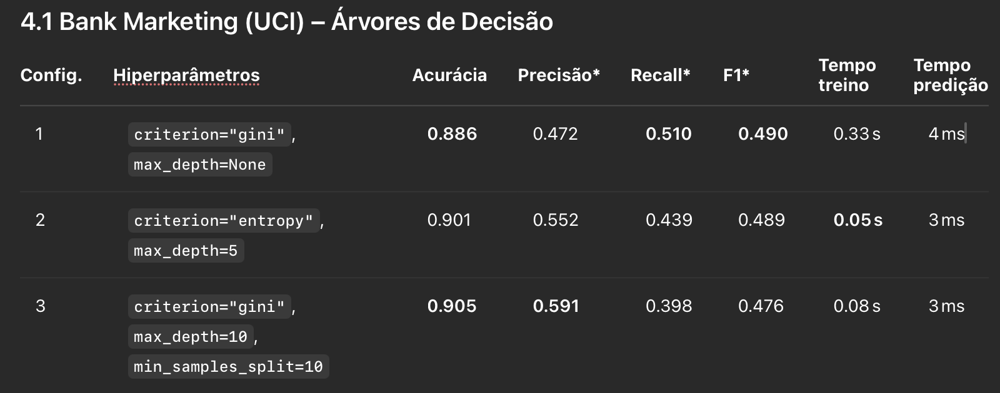 4.1 Bank Marketing (UCI) – Árvores de Decisão
Config. Hiperparâmetros Acurácia Precisão* Recall* F1* Tempo treino Tempo predição
1 criterion="gini", 0.886 0.472 0.510 0.490 0.33 s 4 ms
max_depth=None
2 criterion="entropy", 0.901 0.552 0.439 0.489 0.05 s 3 ms
max_depth=5
3 criterion="gini", 0.905 0.591 0.398 0.476 0.08 s 3 ms
max_depth=10,
min_samples_split=10